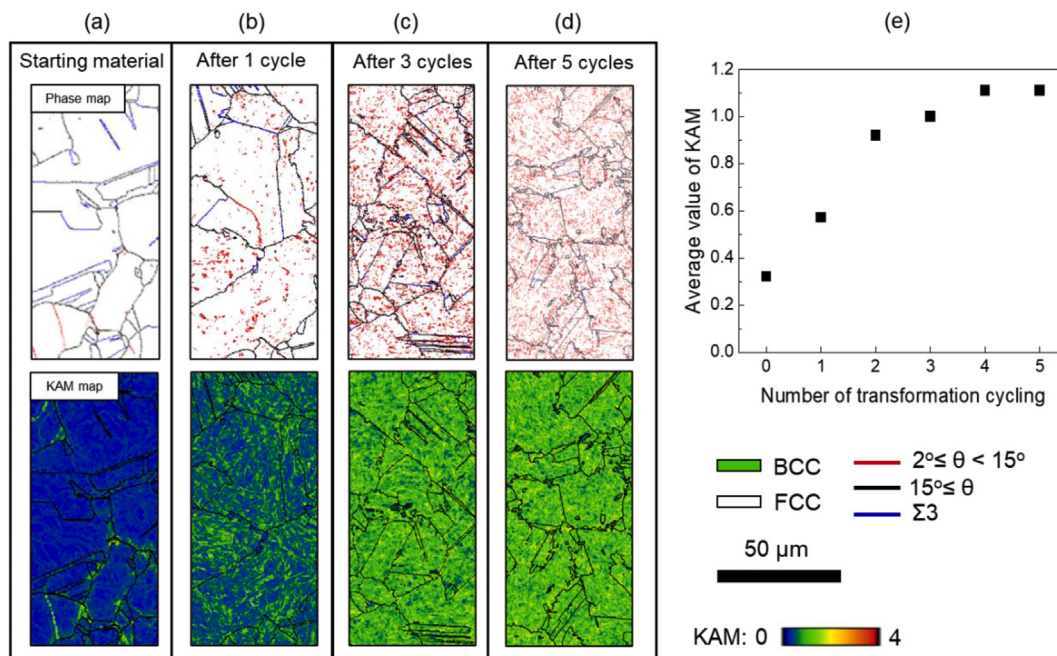 (a)
(b)
(c)
(d)
(e)
Starting material
After 1 cycle
After 3 cycles
After 5 cycles
Phase map
KAM map
Average value of KAM
1.2
1.0
0.8
0.6
0.4
0.2
0.0
0 1 2 3 4 5
Number of transformation cycling
BCC
FCC
2°≤ θ < 15°
15°≤ θ
Σ3
50 μm
KAM: 0 4